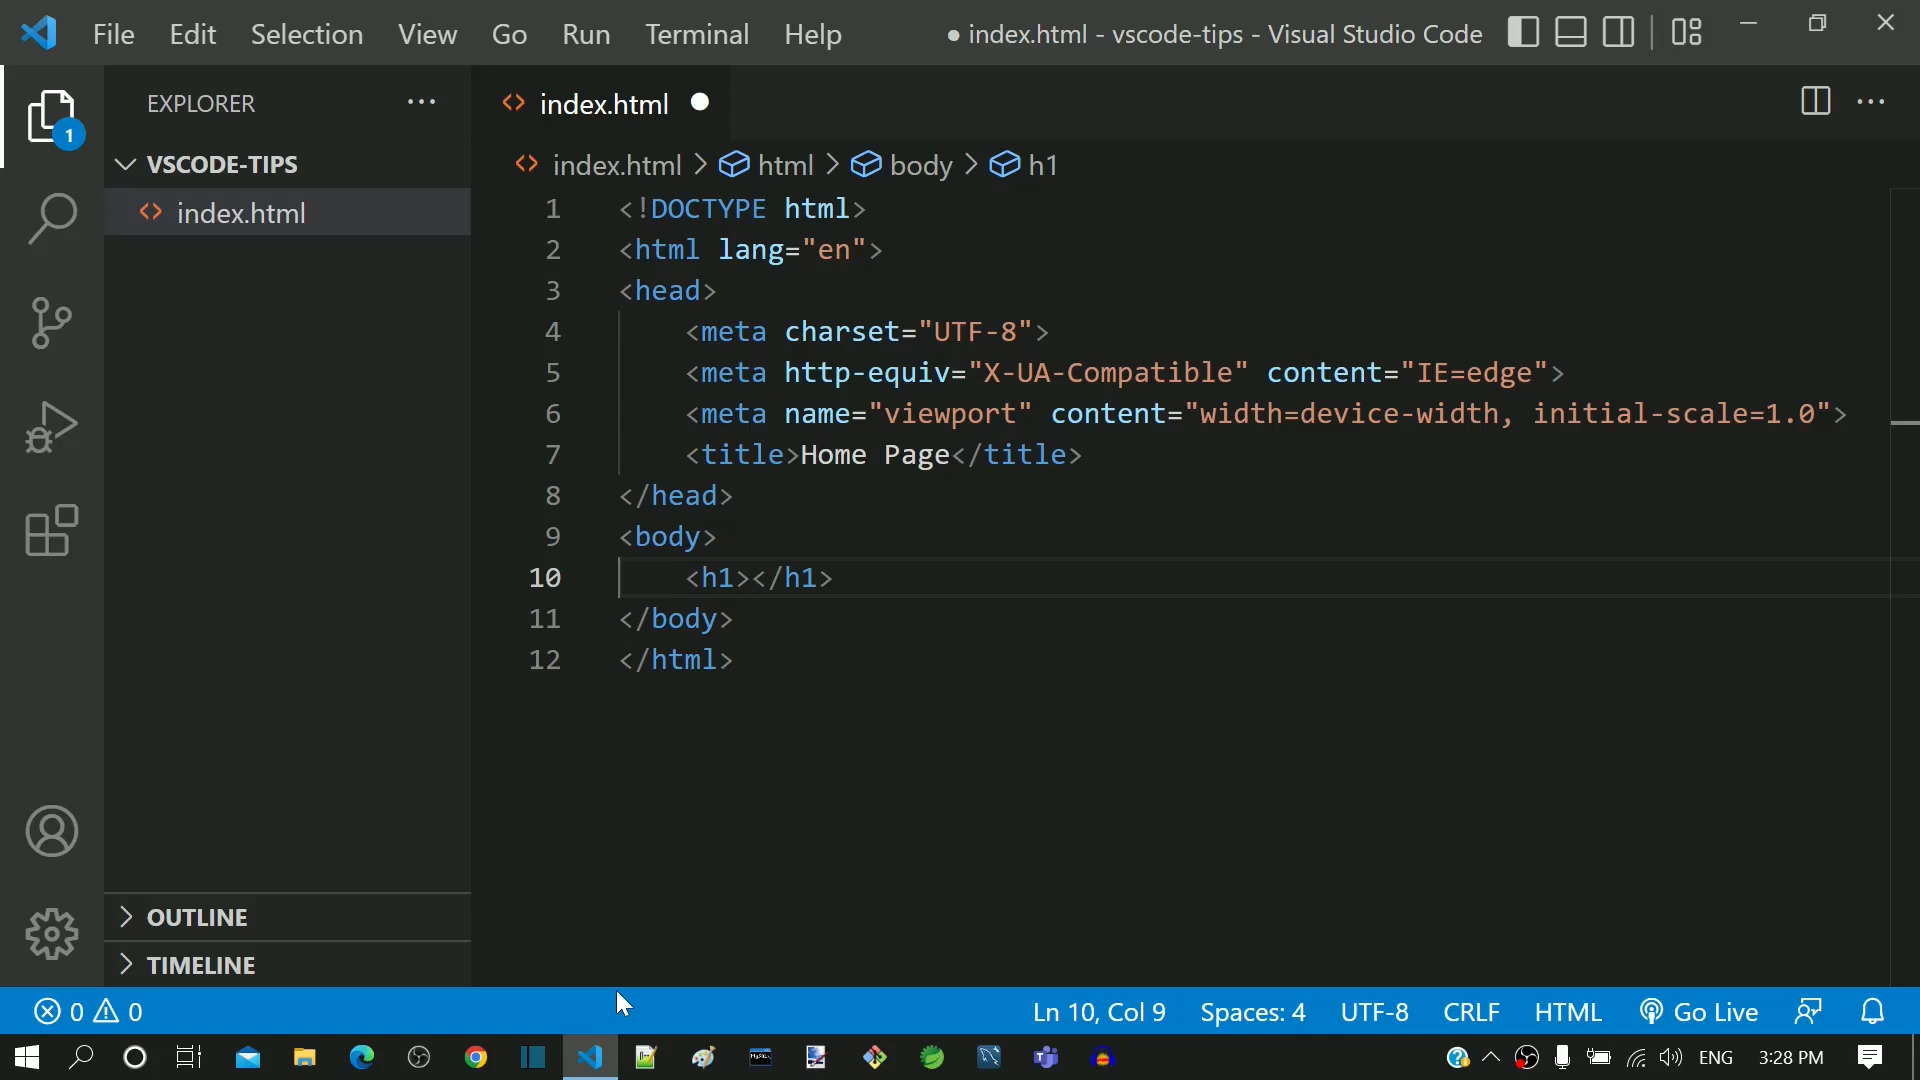 File Edit Selection View Go Run Terminal Help ● index.html - vscode-tips - Visual Studio Code
EXPLORER
index.html
1
VSCODE-TIPS
index.html > html > body > h1
index.html
1 <!DOCTYPE html>
2 <html lang="en">
3 <head>
4 <meta charset="UTF-8">
5 <meta http-equiv="X-UA-Compatible" content="IE=edge">
6 <meta name="viewport" content="width=device-width, initial-scale=1.0">
7 <title>Home Page</title>
8 </head>
9 <body>
10 <h1></h1>
11 </body>
12 </html>
OUTLINE
TIMELINE
0 0 Ln 10, Col 9 Spaces: 4 UTF-8 CRLF HTML Go Live
ENG 3:28 PM